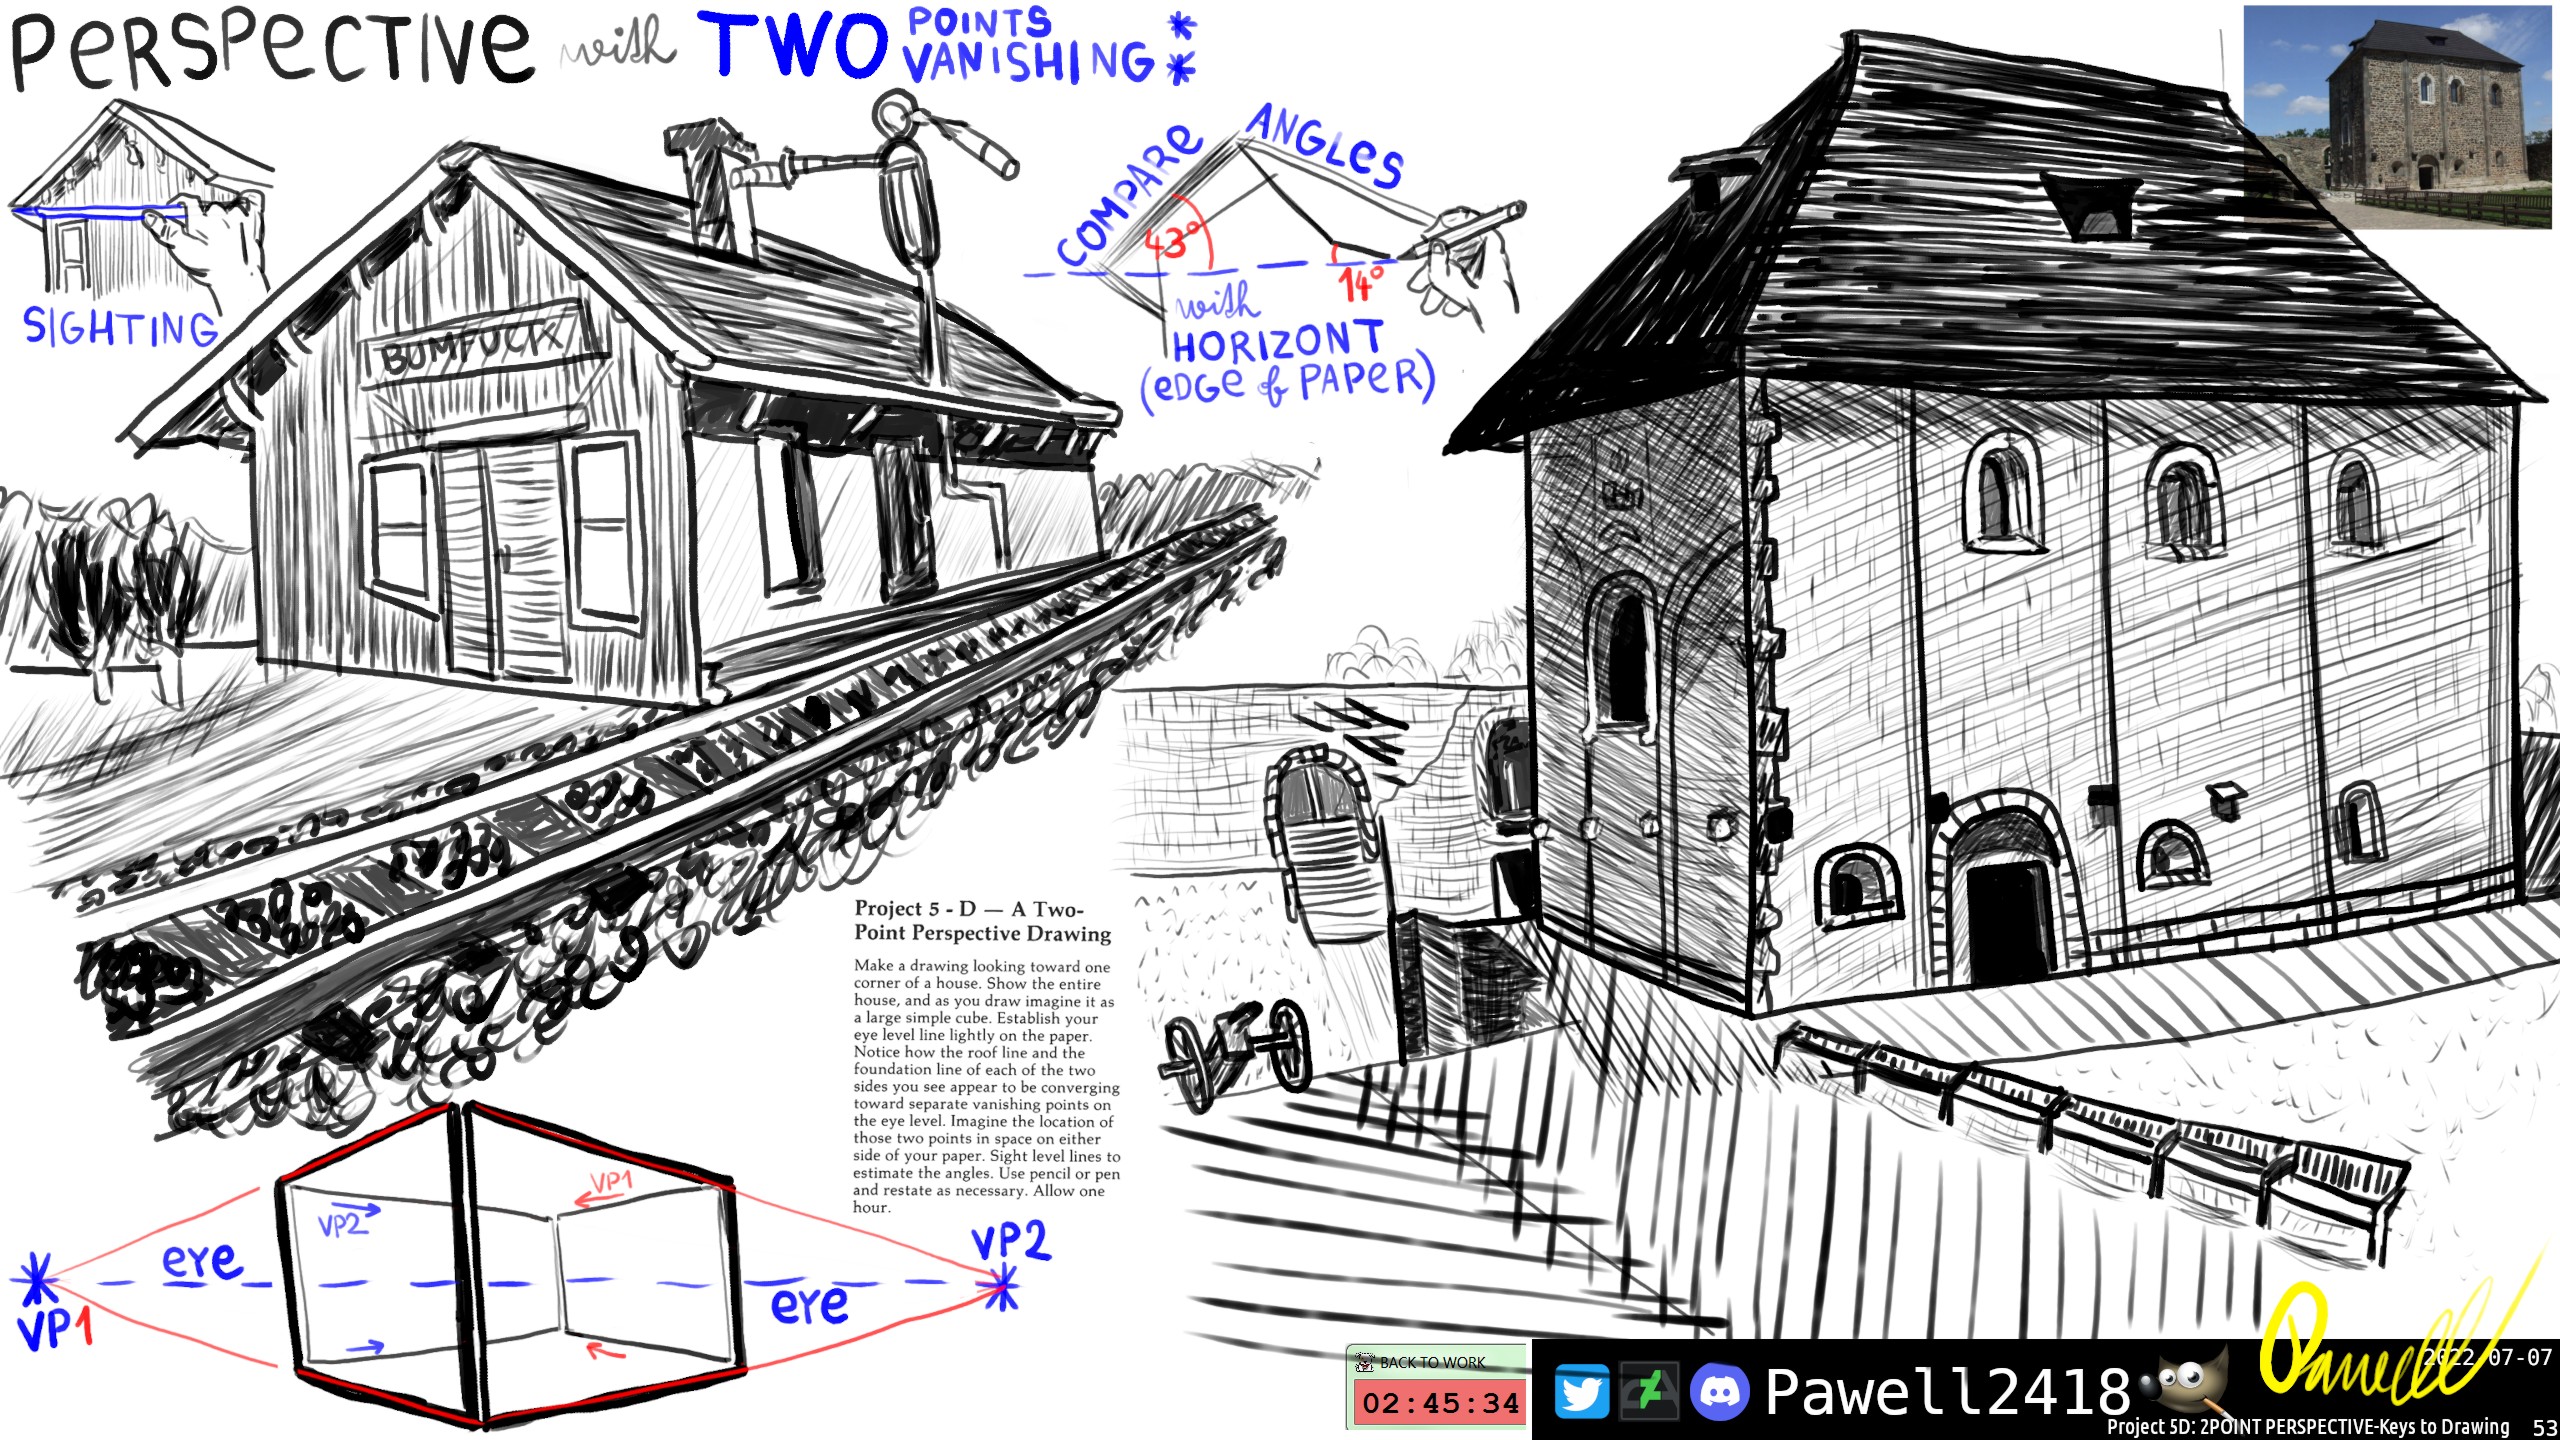 PERSPECTIVE with TWO POINTS
VANISHING
SIGHTING
COMPARE ANGLES
43°
14°
with
HORIZONT
(EDGE of PAPER)
BUMFUCIX
Project 5 - D — A Two-
Point Perspective Drawing
Make a drawing looking toward one
corner of a house. Show the entire
house, and as you draw imagine it as
a large simple cube. Establish your
eye level line lightly on the paper.
Notice how the roof line and the
foundation line of each of the two
sides you see appear to be converging
toward separate vanishing points on
the eye level. Imagine the location of
those two points in space on either
side of your paper. Sight level lines to
estimate the angles. Use pencil or pen
and restate as necessary. Allow one
hour.
VP1
VP2
VP2
eye
eye
VP1
BACK TO WORK
02:45:34
Pawell2418
Pawell
2022 07-07
Project 5D: 2POINT PERSPECTIVE-Keys to Drawing 53